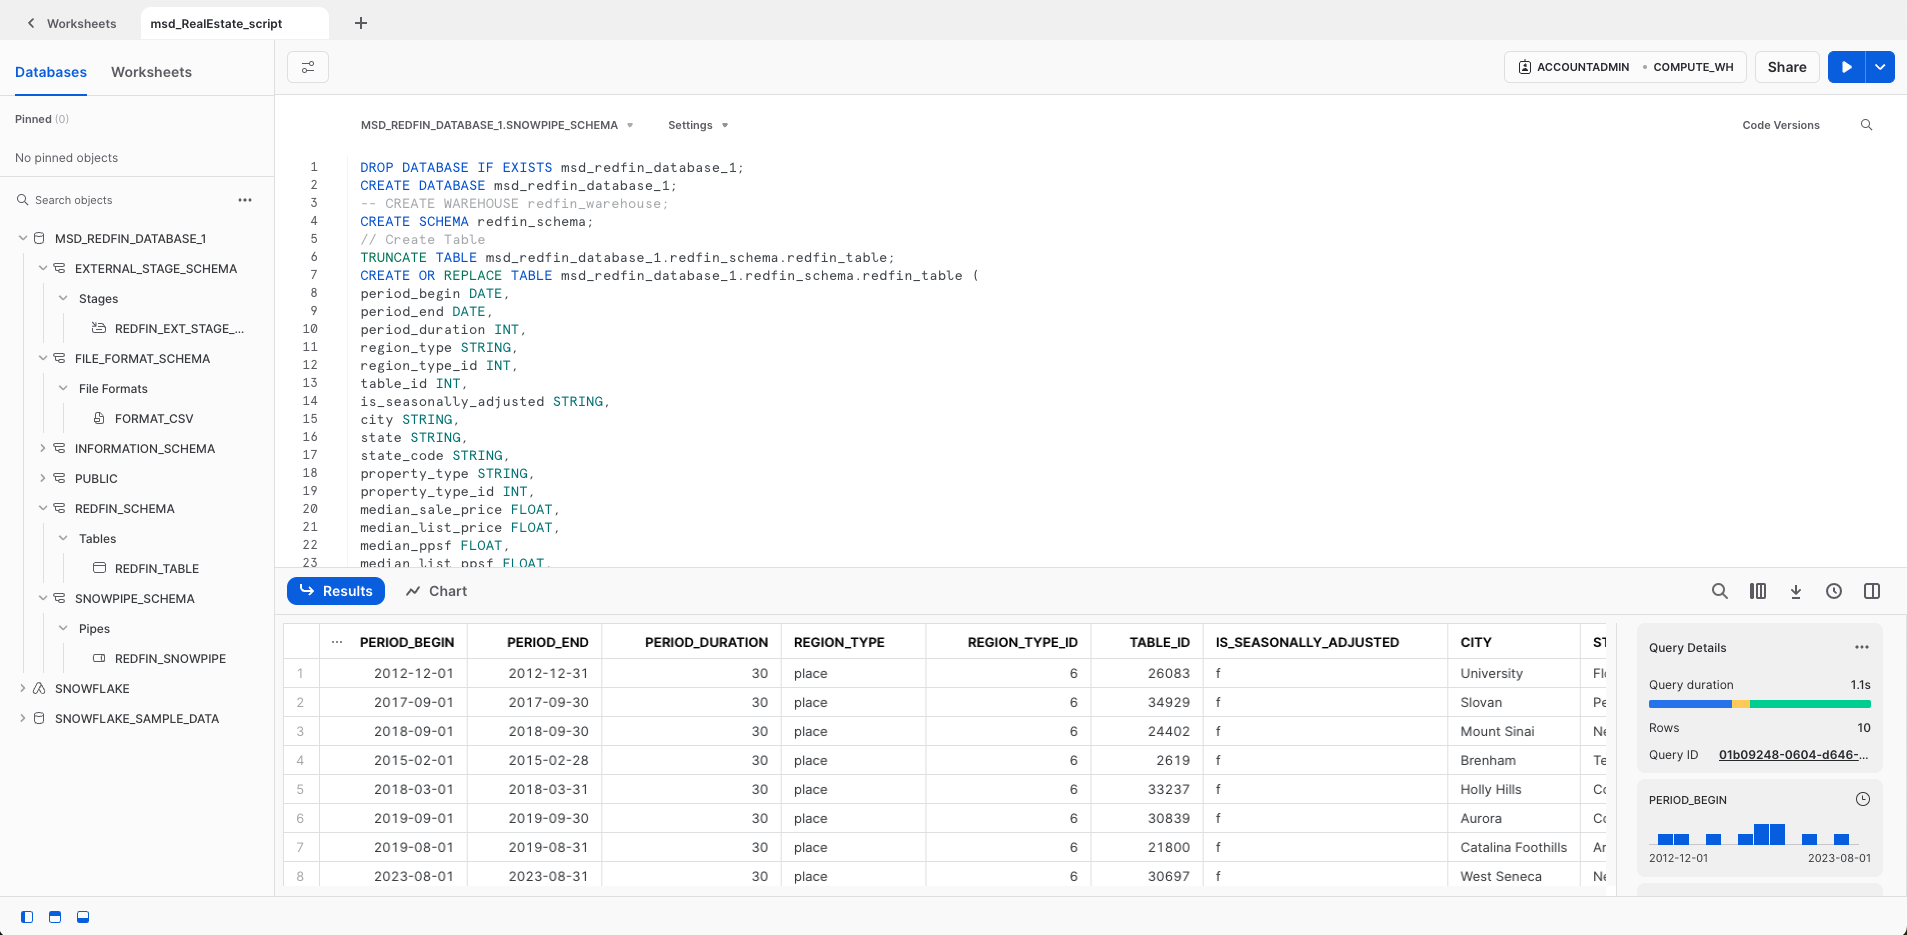 Worksheets
msd_RealEstate_script
Databases
Worksheets
ACCOUNTADMIN • COMPUTE_WH
Share
Pinned (0)
No pinned objects
Search objects
MSD_REDFIN_DATABASE_1
EXTERNAL_STAGE_SCHEMA
Stages
REDFIN_EXT_STAGE_...
FILE_FORMAT_SCHEMA
File Formats
FORMAT_CSV
INFORMATION_SCHEMA
PUBLIC
REDFIN_SCHEMA
Tables
REDFIN_TABLE
SNOWPIPE_SCHEMA
Pipes
REDFIN_SNOWPIPE
SNOWFLAKE
SNOWFLAKE_SAMPLE_DATA
MSD_REDFIN_DATABASE_1.SNOWPIPE_SCHEMA Settings Code Versions
1 DROP DATABASE IF EXISTS msd_redfin_database_1;
2 CREATE DATABASE msd_redfin_database_1;
3 -- CREATE WAREHOUSE redfin_warehouse;
4 CREATE SCHEMA redfin_schema;
5 // Create Table
6 TRUNCATE TABLE msd_redfin_database_1.redfin_schema.redfin_table;
7 CREATE OR REPLACE TABLE msd_redfin_database_1.redfin_schema.redfin_table (
8 period_begin DATE,
9 period_end DATE,
10 period_duration INT,
11 region_type STRING,
12 region_type_id INT,
13 table_id INT,
14 is_seasonally_adjusted STRING,
15 city STRING,
16 state STRING,
17 state_code STRING,
18 property_type STRING,
19 property_type_id INT,
20 median_sale_price FLOAT,
21 median_list_price FLOAT,
22 median_ppsf FLOAT,
23 median_list_ppsf FLOAT,
Results Chart
... PERIOD_BEGIN PERIOD_END PERIOD_DURATION REGION_TYPE REGION_TYPE_ID TABLE_ID IS_SEASONALLY_ADJUSTED CITY ST
1 2012-12-01 2012-12-31 30 place 6 26083 f University Flo
2 2017-09-01 2017-09-30 30 place 6 34929 f Slovan Pe
3 2018-09-01 2018-09-30 30 place 6 24402 f Mount Sinai Ne
4 2015-02-01 2015-02-28 30 place 6 2619 f Brenham Te
5 2018-03-01 2018-03-31 30 place 6 33237 f Holly Hills Co
6 2019-09-01 2019-09-30 30 place 6 30839 f Aurora Co
7 2019-08-01 2019-08-31 30 place 6 21800 f Catalina Foothills Ar
8 2023-08-01 2023-08-31 30 place 6 30697 f West Seneca Ne
Query Details
Query duration 1.1s
Rows 10
Query ID 01b09248-0604-d646-...
PERIOD_BEGIN
2012-12-01 2023-08-01